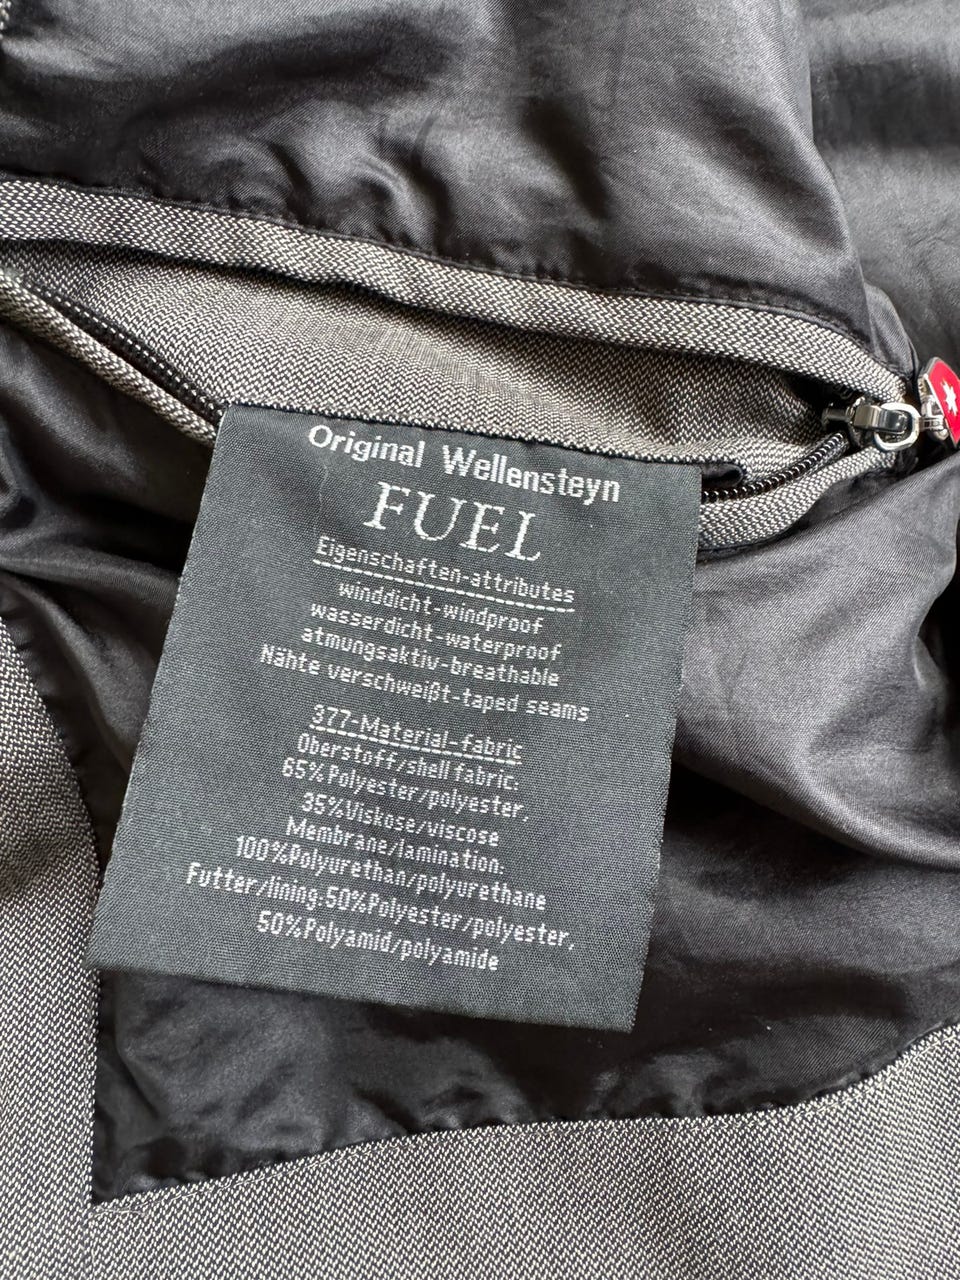 Original Wellensteyn
FUEL
Eigenschaften-attributes
winddicht-windproof
wasserdicht-waterproof
atmungsaktiv-breathable
Nähte verschweißt-taped seams
377-Material-fabric
Oberstoff/shell fabric:
65%Polyester/polyester,
35%Viskose/viscose
Membrane/lamination:
100%Polyurethan/polyurethane
Futter/lining:50%Polyester/polyester,
50%Polyamid/polyamide